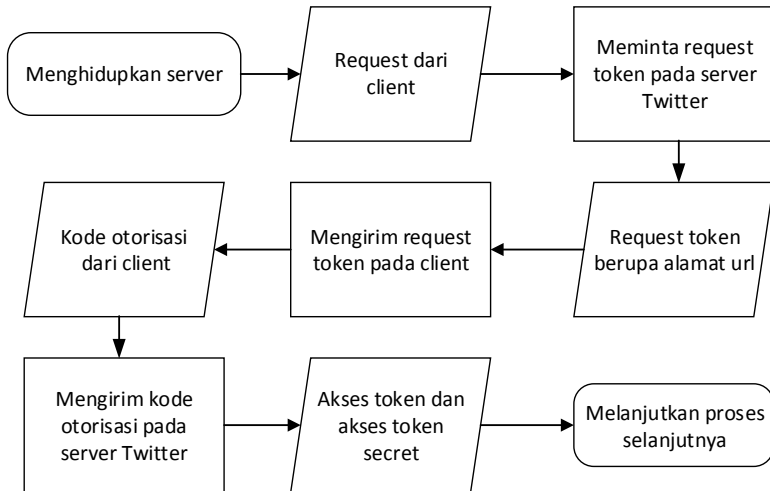 Menghidupkan server
Request dari
client
Meminta request
token pada server
Twitter
Request token
berupa alamat url
Mengirim request
token pada client
Kode otorisasi
dari client
Mengirim kode
otorisasi pada
server Twitter
Akses token dan
akses token
secret
Melanjutkan proses
selanjutnya